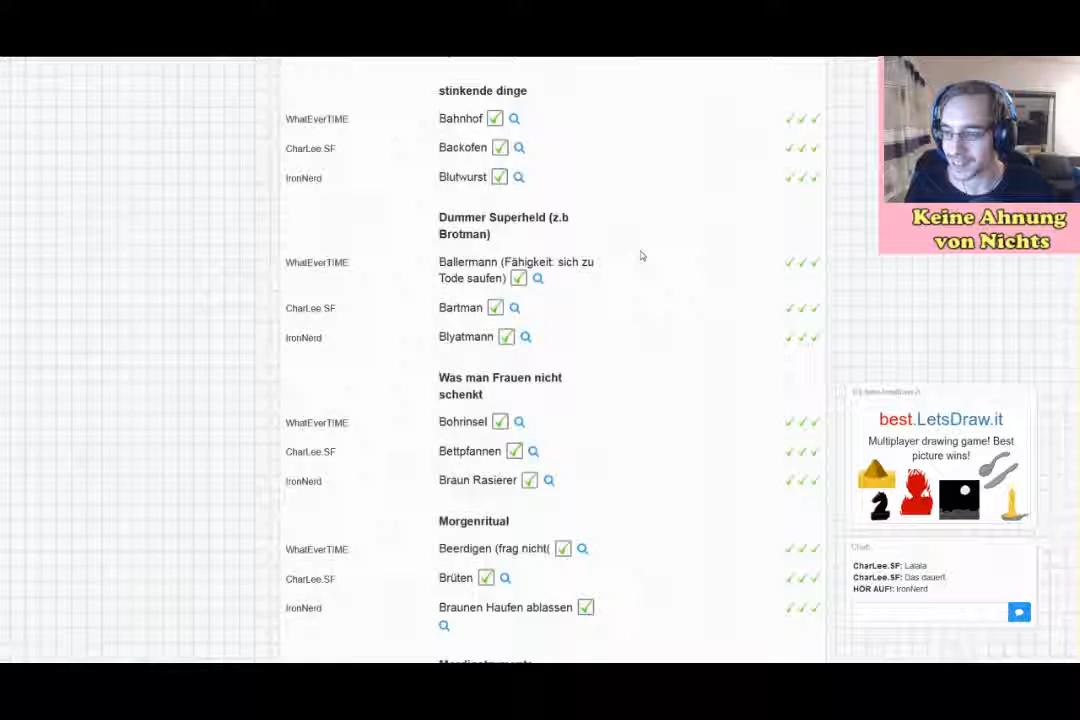 stinkende dinge
WhatEverTIME Bahnhof
CharLee.SF Backofen
IronNerd Blutwurst
Dummer Superheld (z.b
Brotman)
WhatEverTIME Ballermann (Fähigkeit: sich zu
Tode saufen)
CharLee.SF Bartman
IronNerd Blyatmann
Was man Frauen nicht
schenkt
WhatEverTIME Bohrinsel
CharLee.SF Bettpfannen
IronNerd Braun Rasierer
Morgenritual
WhatEverTIME Beerdigen (frag nicht(
CharLee.SF Brüten
IronNerd Braunen Haufen ablassen
Keine Ahnung
von Nichts
best.LetsDraw.it
Multiplayer drawing game! Best
picture wins!
Chat:
CharLee.SF: Lalala
CharLee.SF: Das dauert
HÖR AUF!: IronNerd